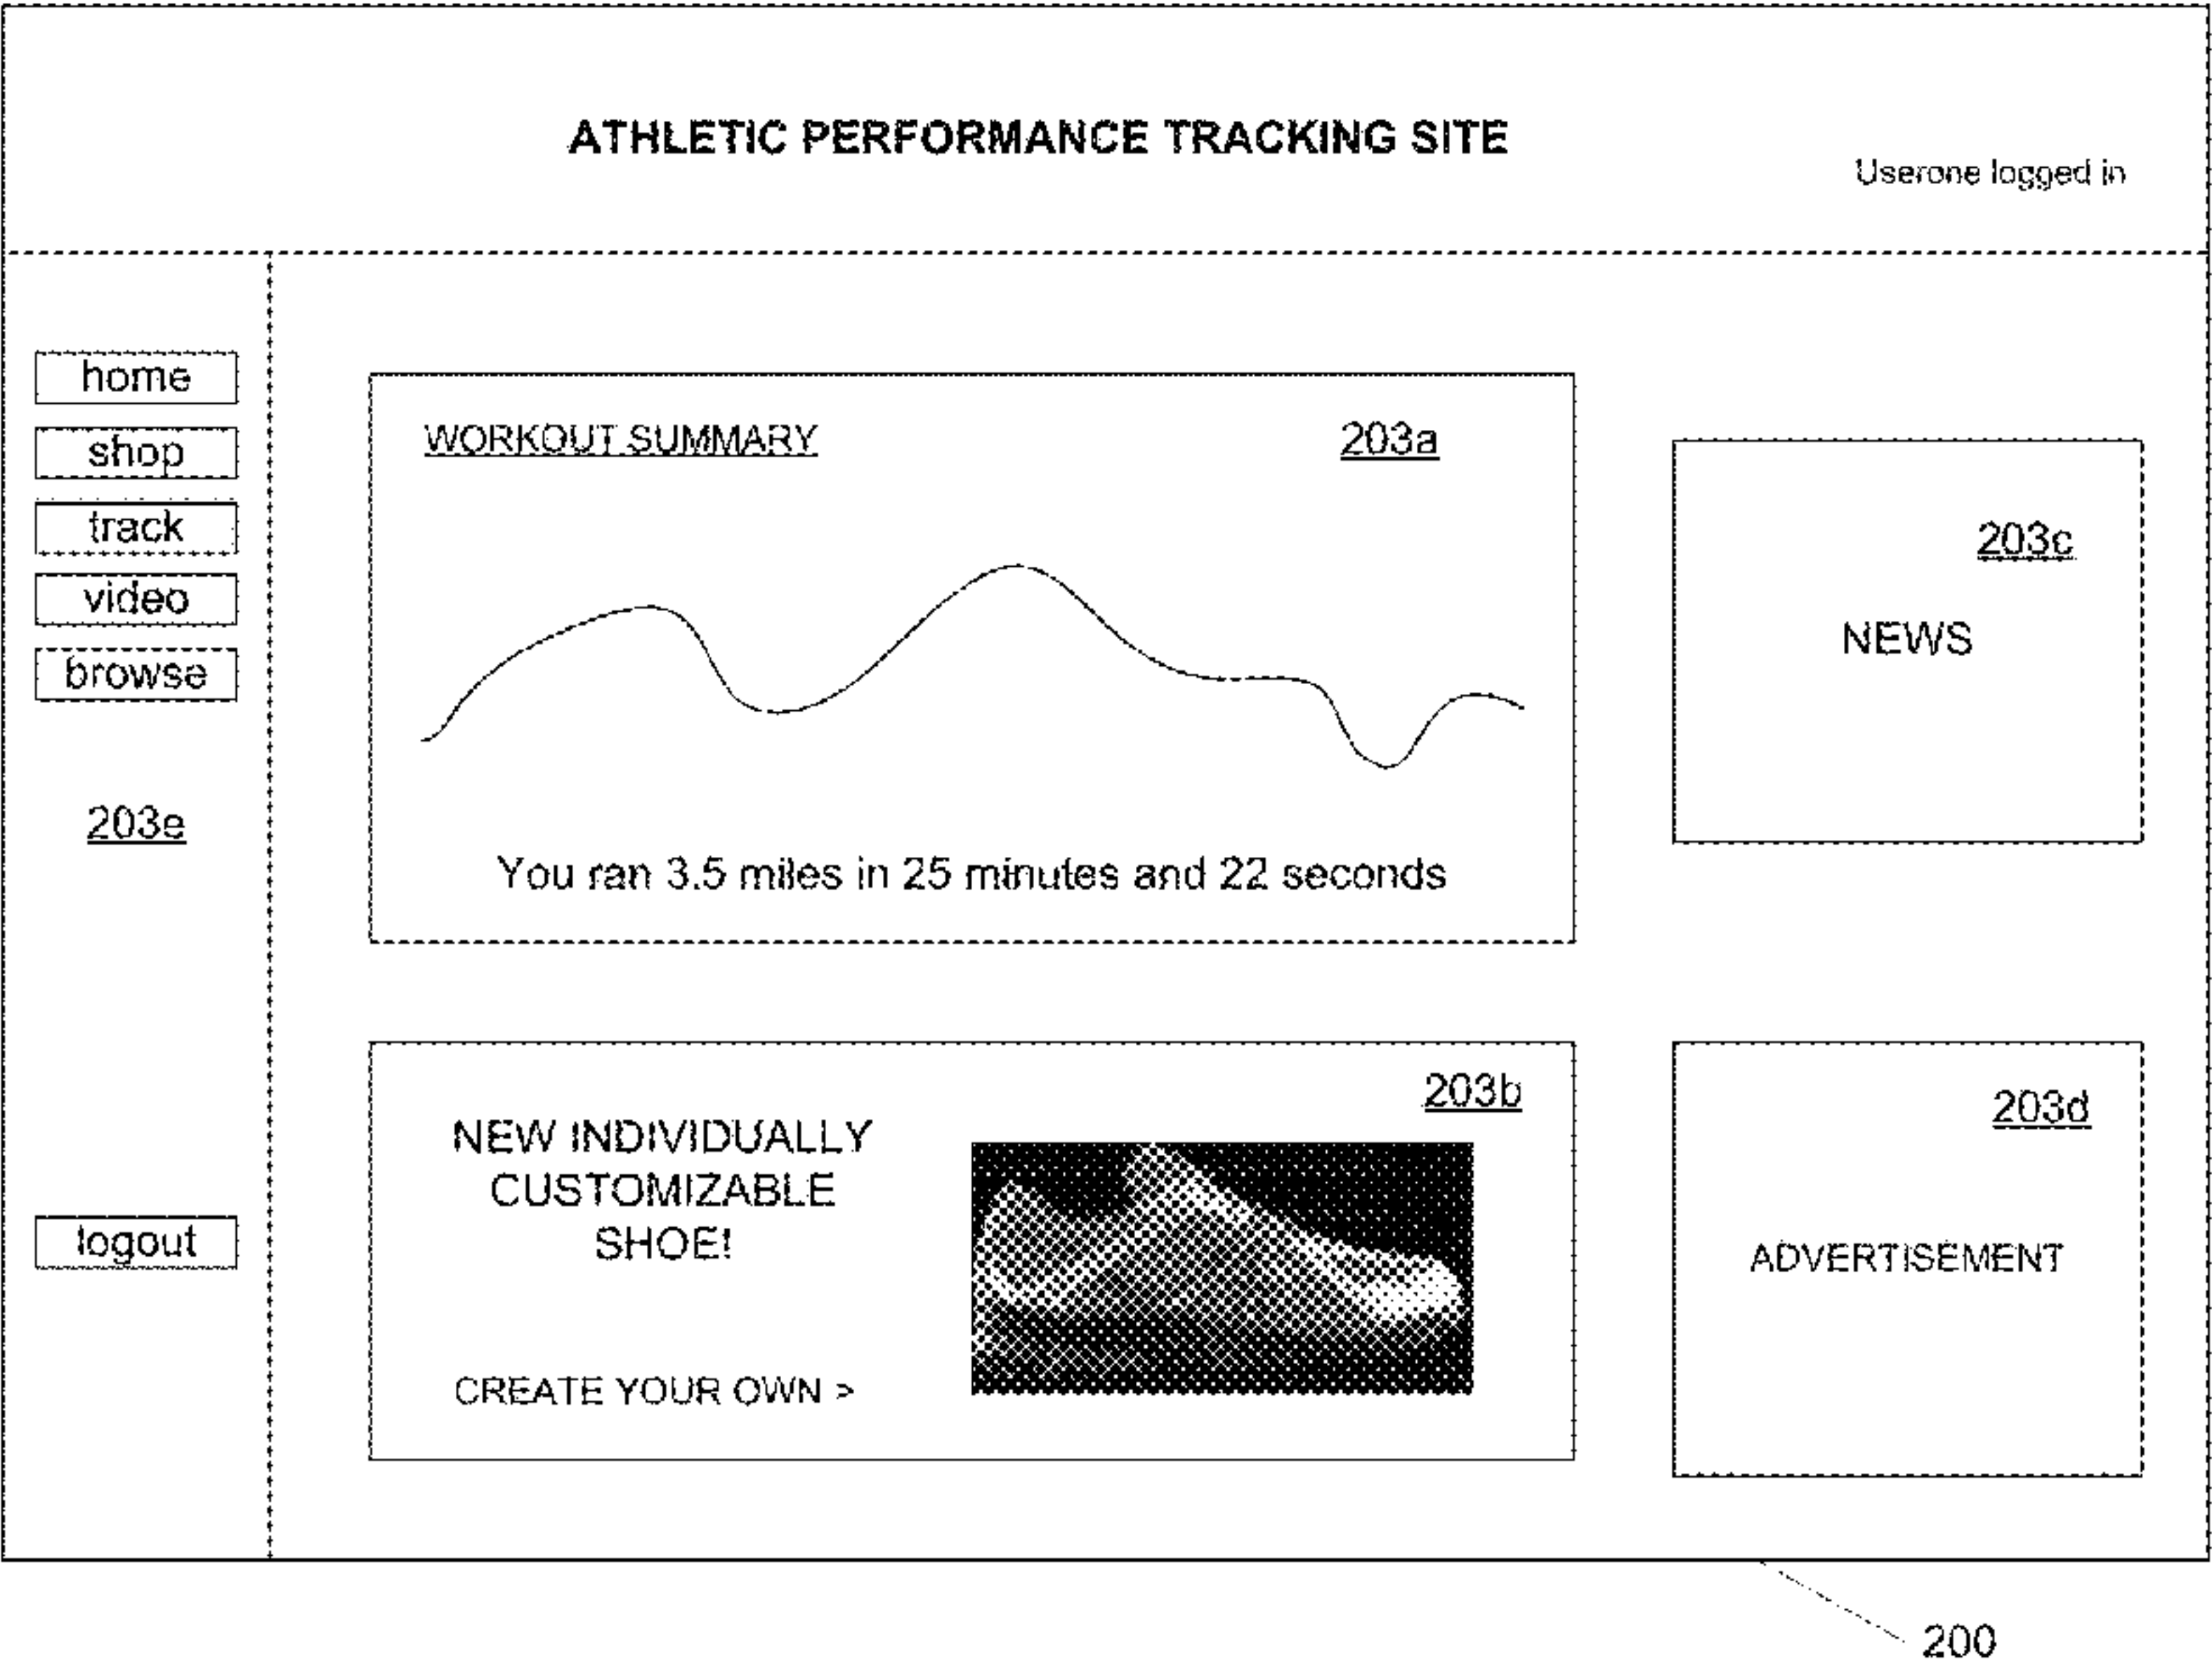 ATHLETIC PERFORMANCE TRACKING SITE
Userone logged in
home
shop
track
video
browse
203e
logout
WORKOUT SUMMARY
203a
You ran 3.5 miles in 25 minutes and 22 seconds
203c
NEWS
203b
NEW INDIVIDUALLY
CUSTOMIZABLE
SHOE!
CREATE YOUR OWN >
203d
ADVERTISEMENT
200